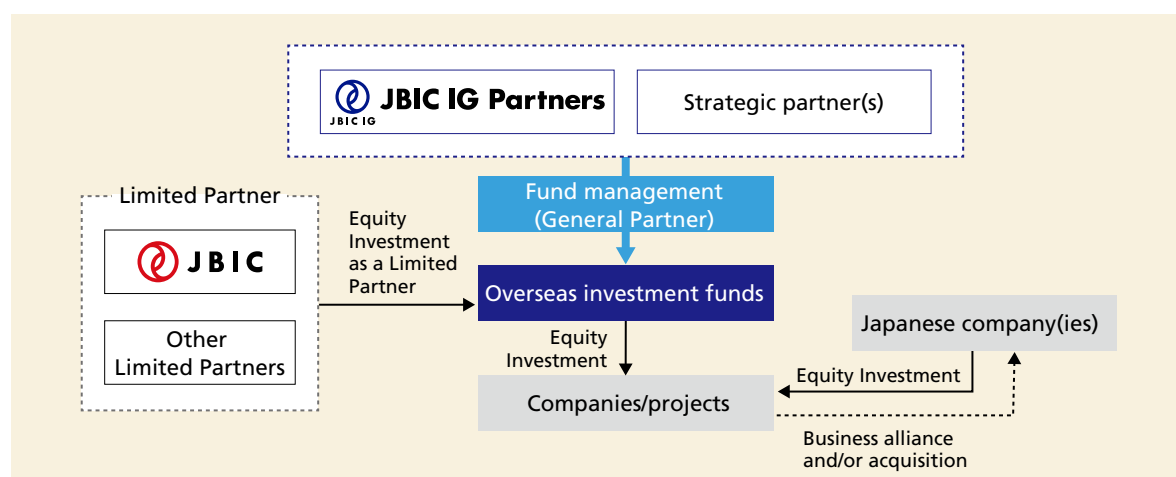 JBIC IG Partners
JBIC IG
Strategic partner(s)
Fund management
(General Partner)
Limited Partner
JBIC
Other
Limited Partners
Equity
Investment
as a Limited
Partner
Overseas investment funds
Equity
Investment
Companies/projects
Japanese company(ies)
Equity Investment
Business alliance
and/or acquisition